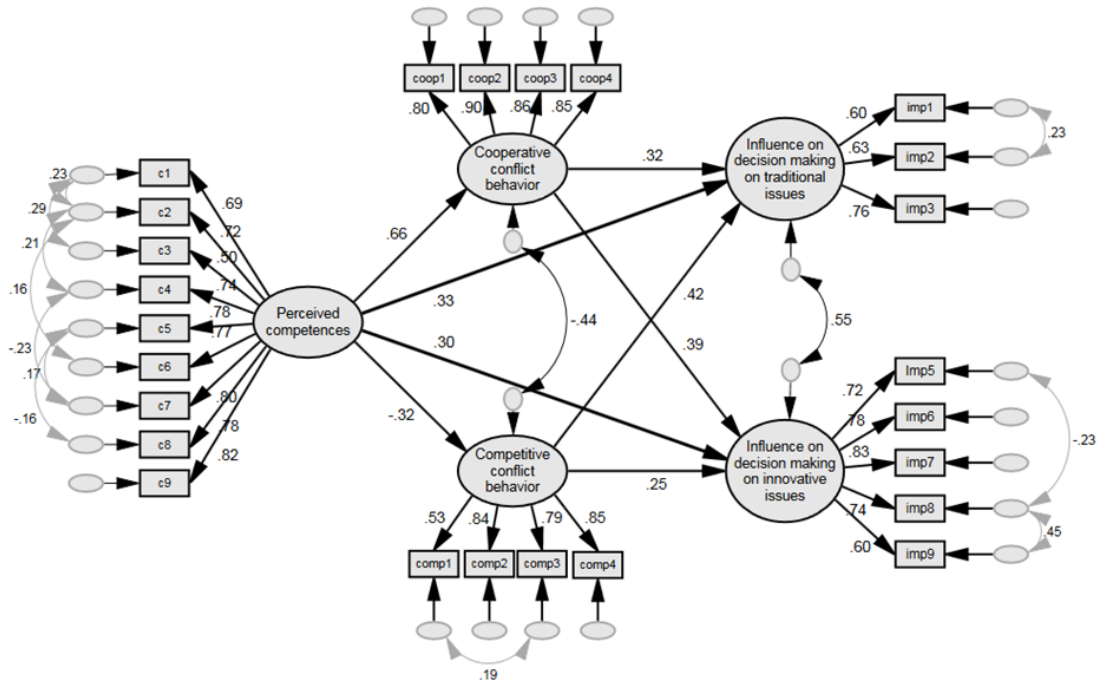 coop1 coop2 coop3 coop4
.80 .90 .86 .85
Cooperative
conflict
behavior
imp1
imp2
imp3
.60
.63
.76
.23
Influence on
decision making
on traditional
issues
.32
c1
c2
c3
c4
c5
c6
c7
c8
c9
.23
.29
.21
.16
-.23
.17
-.16
.69
.72
.50
.74
.78
.77
.80
.78
.82
Perceived
competences
.66
.33
.30
-.32
-.44
.42
.39
.55
Competitive
conflict
behavior
.25
Influence on
decision making
on innovative
issues
Imp5
imp6
imp7
imp8
imp9
.72
.78
.83
.74
.60
-.23
.45
.53 .84 .79 .85
comp1 comp2 comp3 comp4
.19